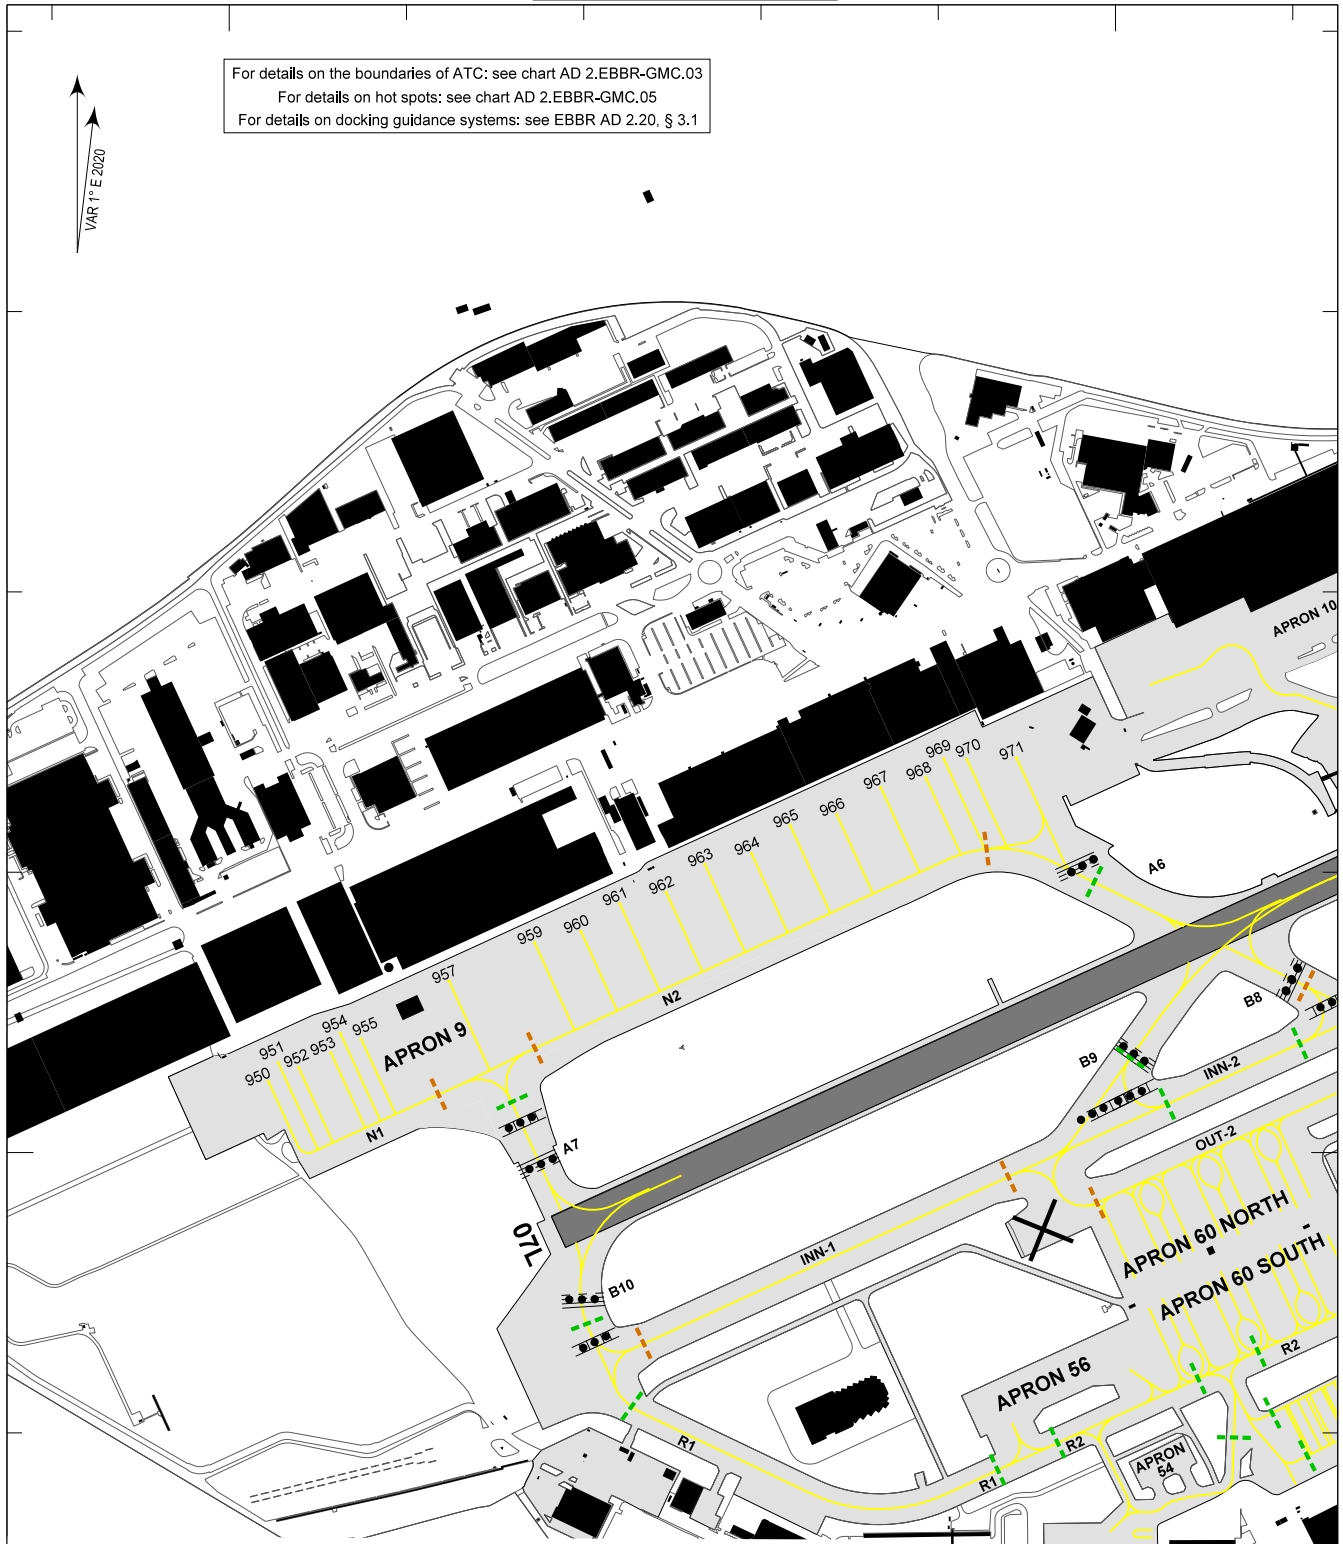 For details on the boundaries of ATC: see chart AD 2.EBBR-GMC.03
For details on hot spots: see chart AD 2.EBBR-GMC.05
For details on docking guidance systems: see EBBR AD 2.20, § 3.1
VAR 1° E 2020
APRON 10
971
970
969
968
967
966
965
964
963
962
961
960
959
957
955
954
953
952
951
950
APRON 9
N2
N1
A6
A7
B8
B9
B10
07L
INN-2
OUT-2
INN-1
APRON 60 NORTH
APRON 60 SOUTH
APRON 56
R2
R1
R2
R1
APRON
54